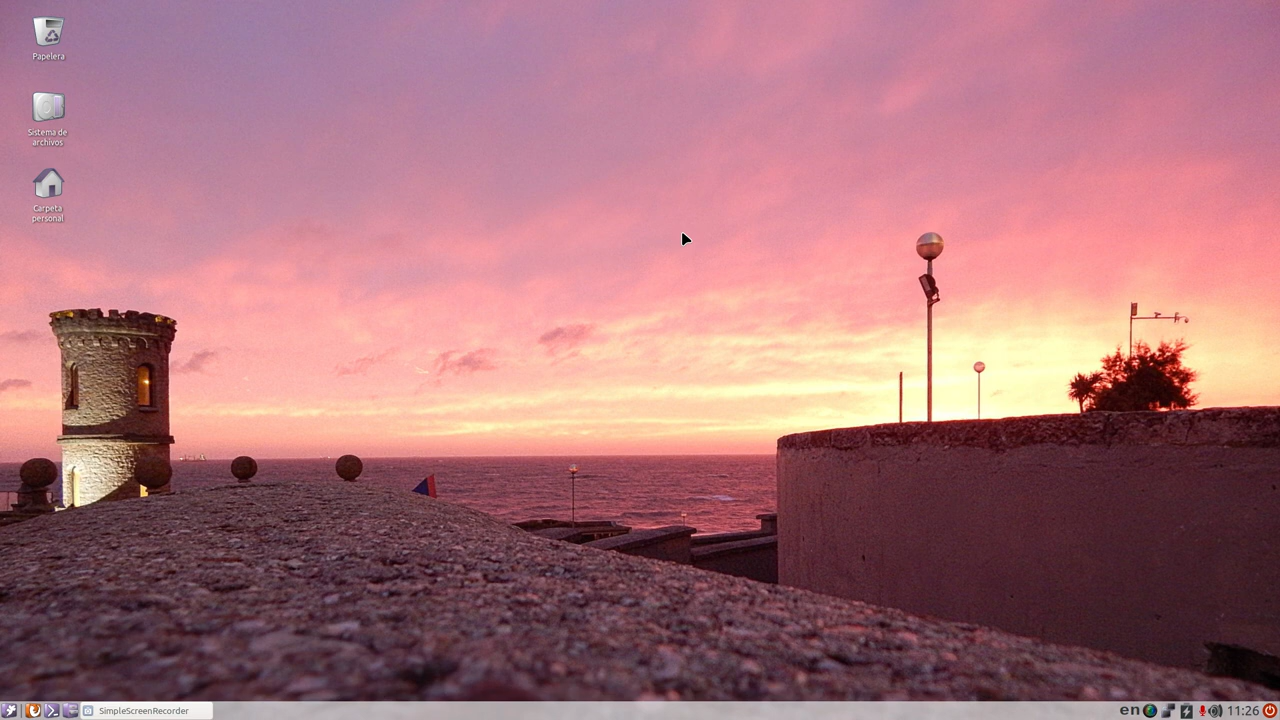 Papelera
Sistema de
archivos
Carpeta
personal
SimpleScreenRecorder
en
11:26